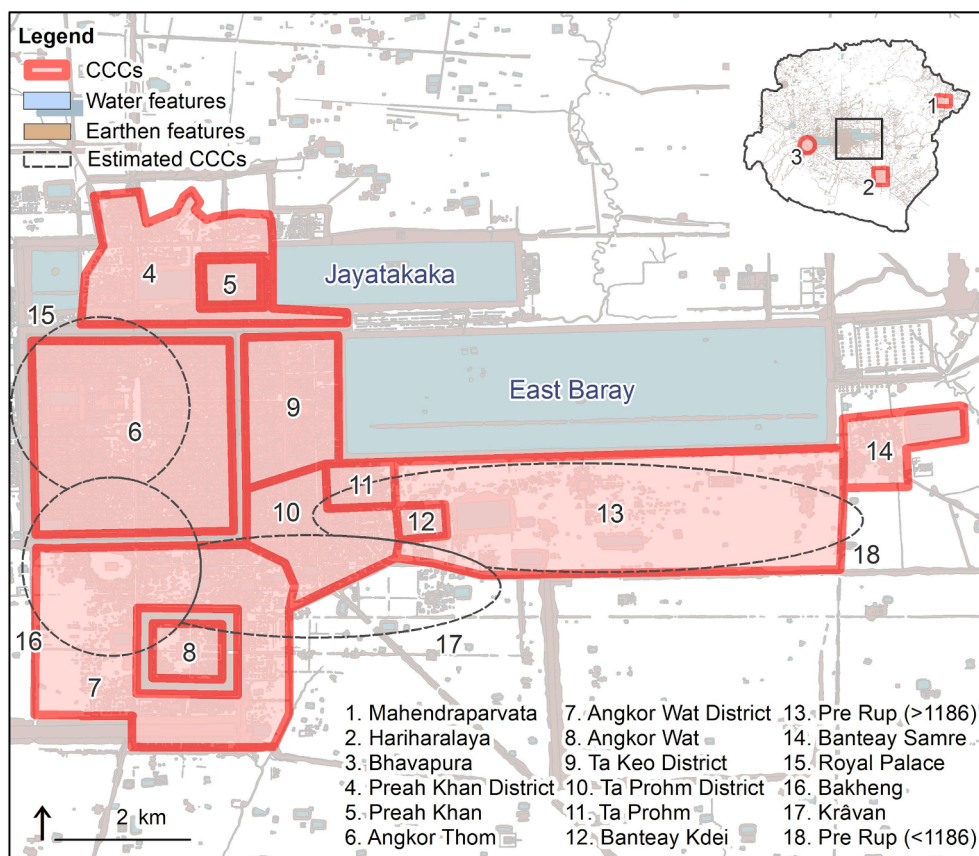 Legend
CCCs
Water features
Earthen features
Estimated CCCs
1
3
2
4
5
Jayatakaka
15
East Baray
9
6
14
11
10
12
13
18
16
17
8
7
1. Mahendraparvata
2. Hariharalaya
3. Bhavapura
4. Preah Khan District
5. Preah Khan
6. Angkor Thom
7. Angkor Wat District
8. Angkor Wat
9. Ta Keo District
10. Ta Prohm District
11. Ta Prohm
12. Banteay Kdei
13. Pre Rup (>1186)
14. Banteay Samre
15. Royal Palace
16. Bakheng
17. Krâvan
18. Pre Rup (<1186)
2 km